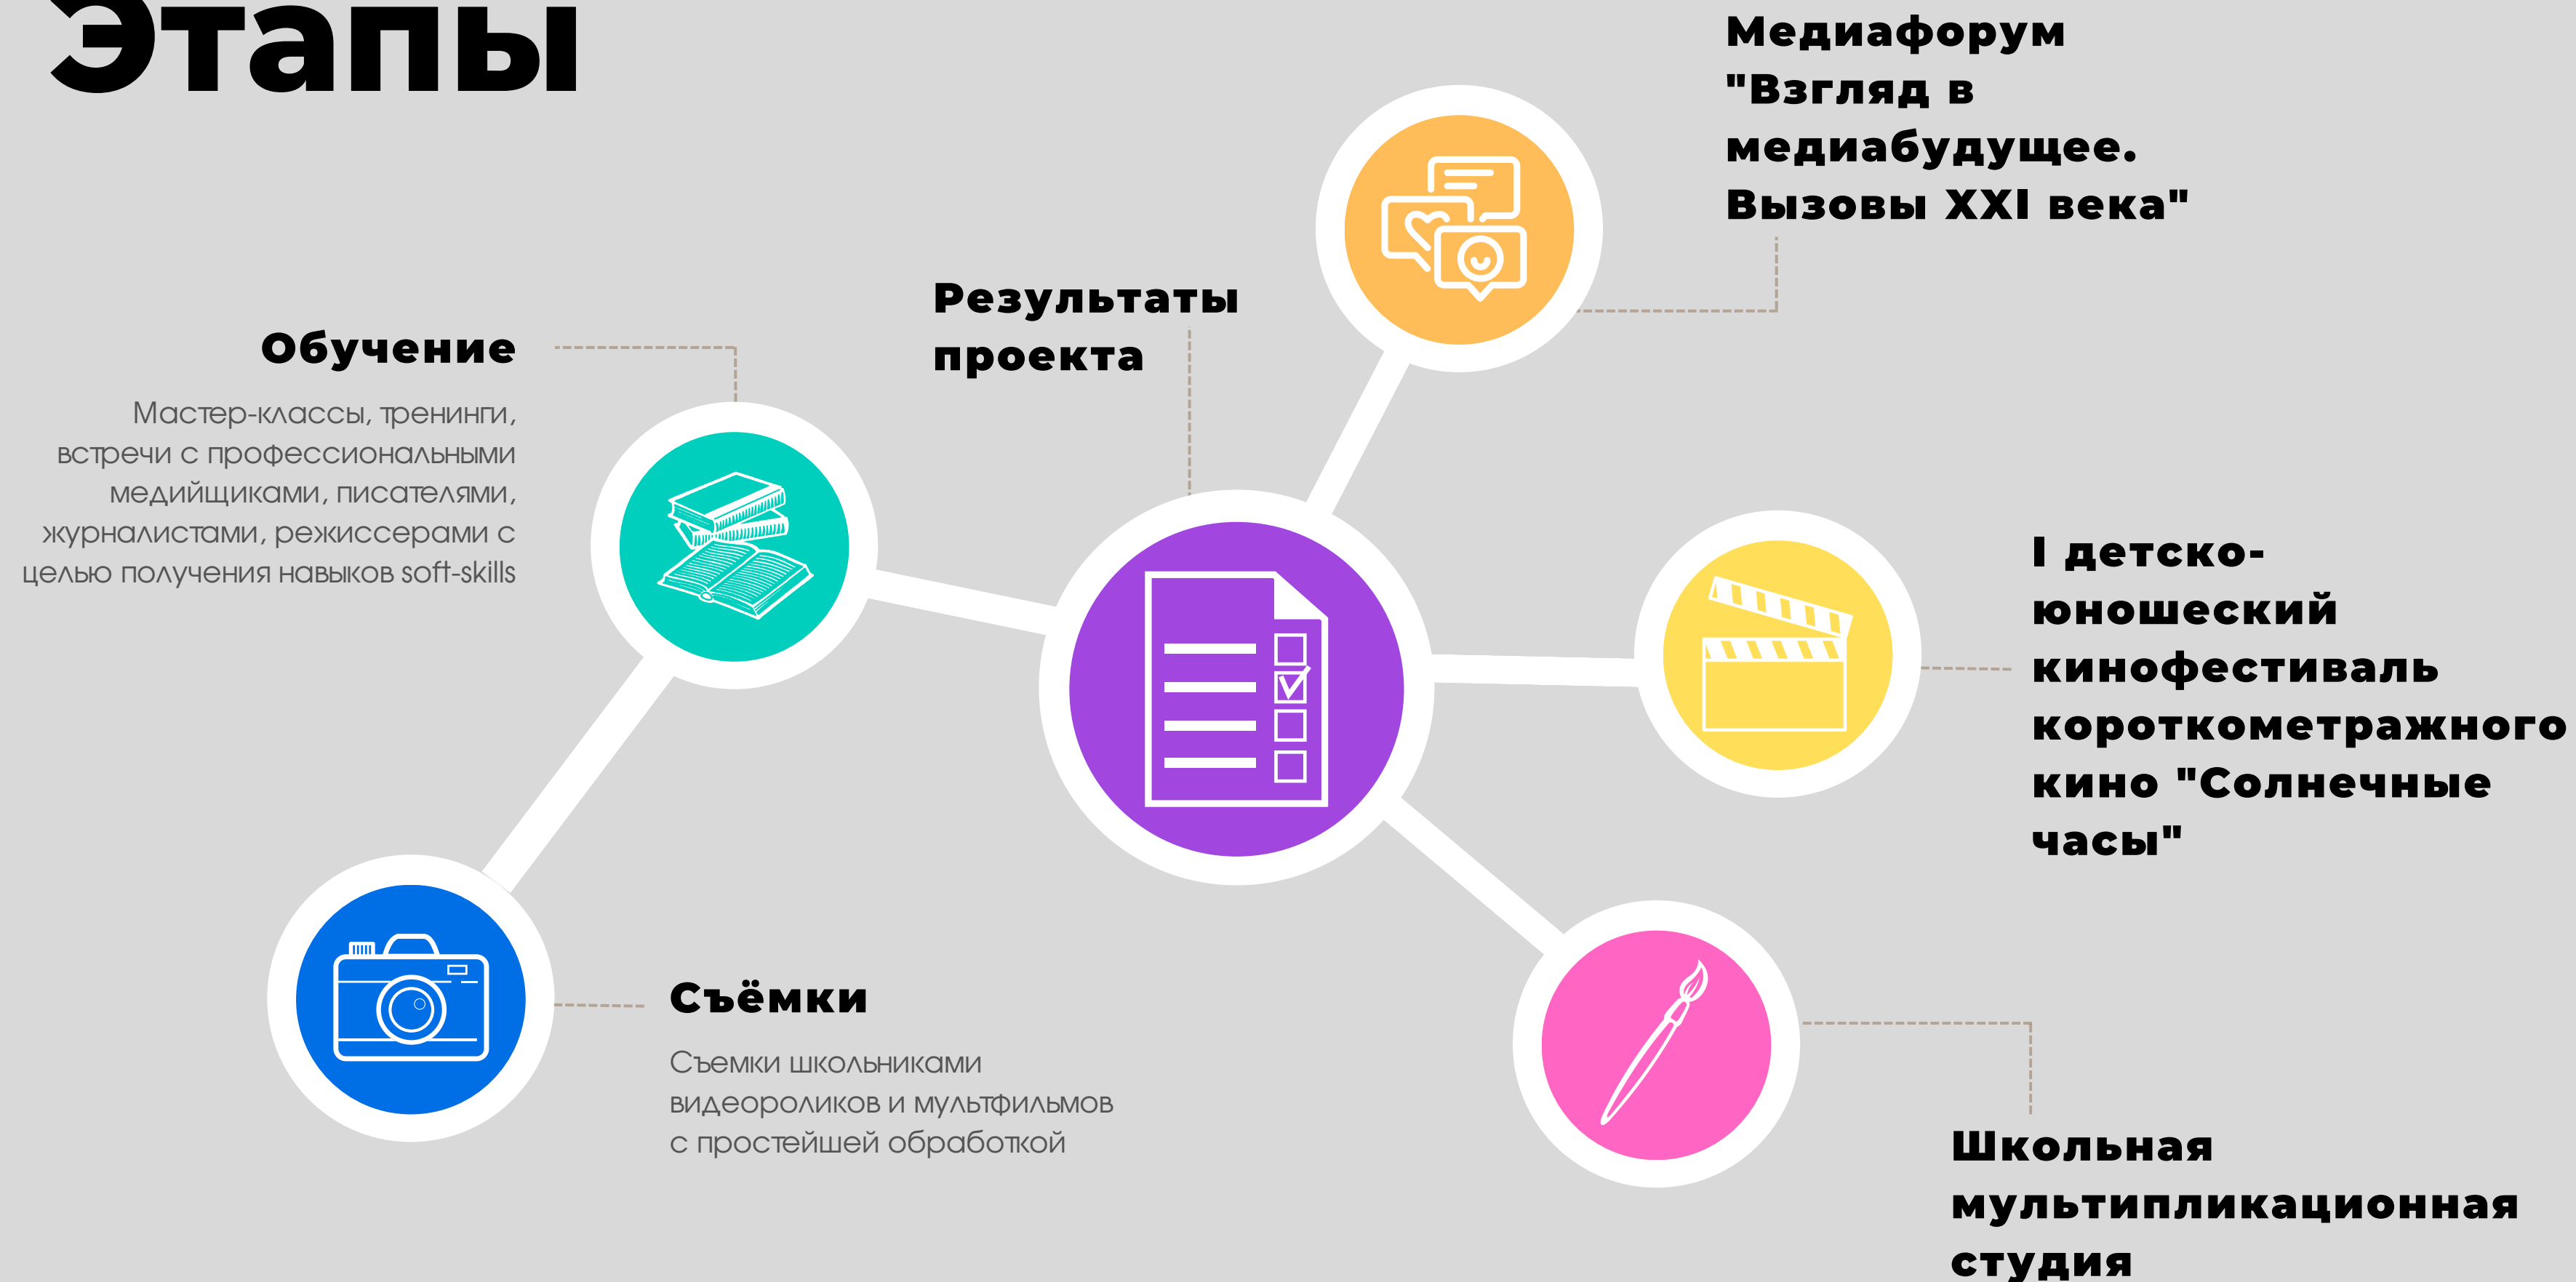 Этапы
Медиафорум
"Взгляд в
медиабудущее.
Вызовы XXI века"
Результаты
проекта
Обучение
Мастер-классы, тренинги,
встречи с профессиональными
медийщиками, писателями,
журналистами, режиссерами с
целью получения навыков soft-skills
I детско-
юношеский
кинофестиваль
короткометражного
кино "Солнечные
часы"
Съёмки
Съемки школьниками
видеороликов и мультфильмов
с простейшей обработкой
Школьная
мультипликационная
студия